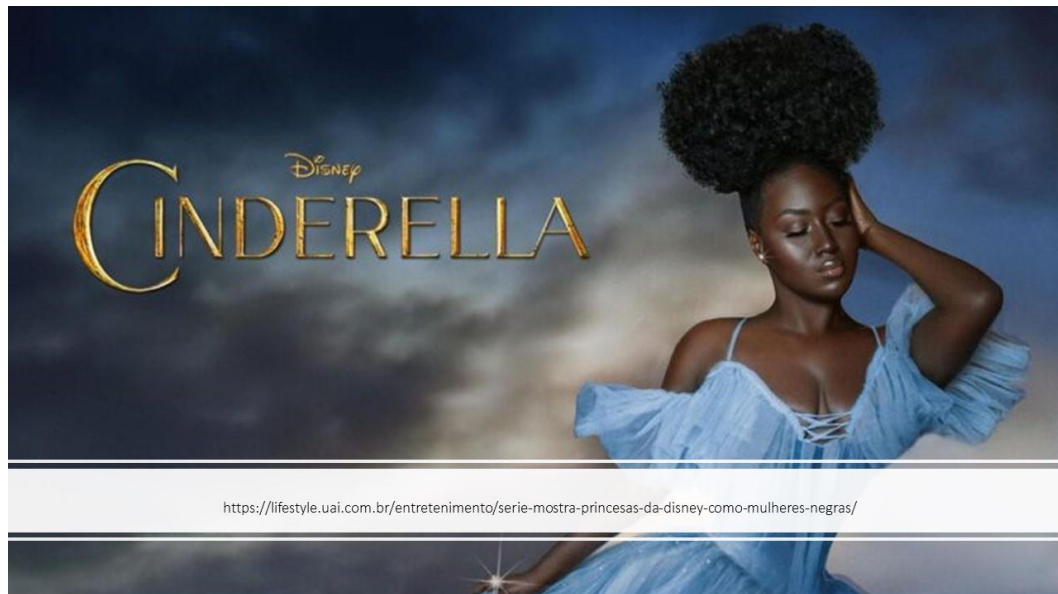 Disney
CINDERELLA
https://lifestyle.uai.com.br/entretenimento/serie-mostra-princesas-da-disney-como-mulheres-negras/